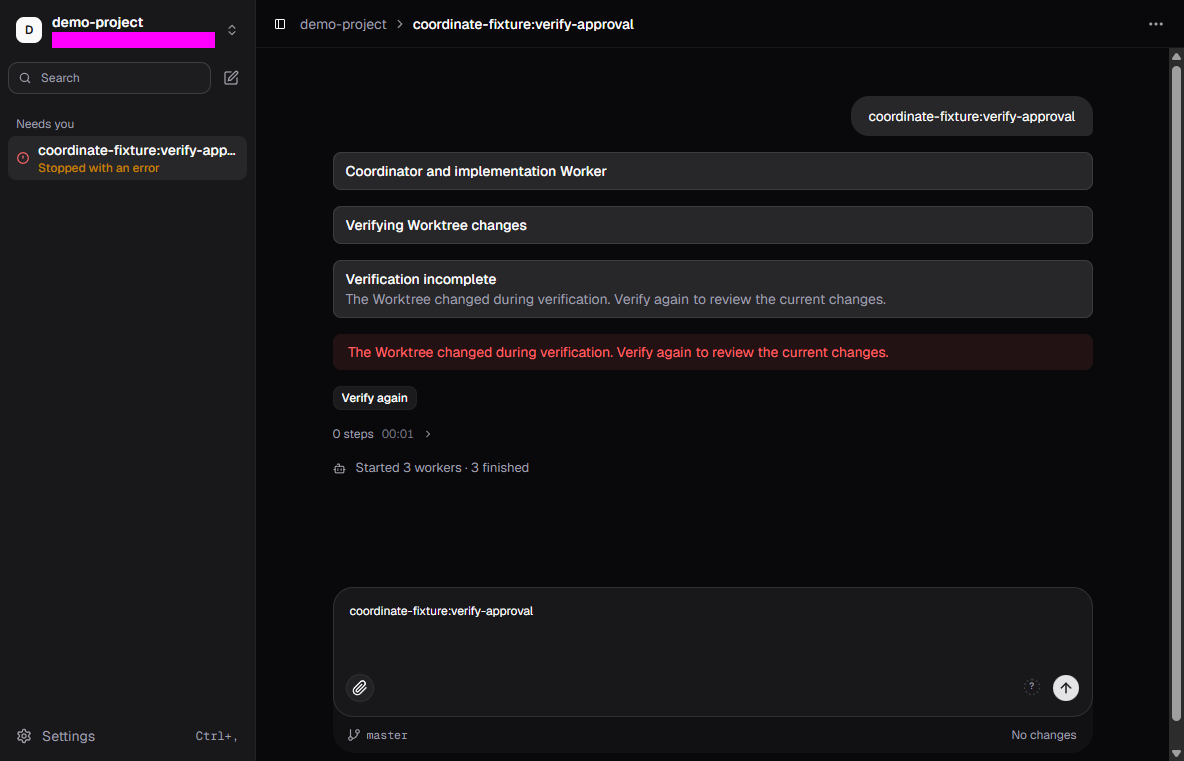 D
demo-project
Search
Needs you
coordinate-fixture:verify-app...
Stopped with an error
Settings
Ctrl+,
demo-project
coordinate-fixture:verify-approval
coordinate-fixture:verify-approval
Coordinator and implementation Worker
Verifying Worktree changes
Verification incomplete
The Worktree changed during verification. Verify again to review the current changes.
The Worktree changed during verification. Verify again to review the current changes.
Verify again
0 steps 00:01
Started 3 workers · 3 finished
coordinate-fixture:verify-approval
?
master
No changes